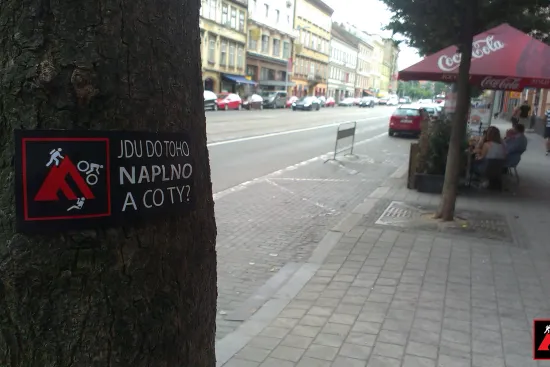 JDU DO TOHO
NAPLNO
A CO TY?
Coca-Cola
Coca-Cola